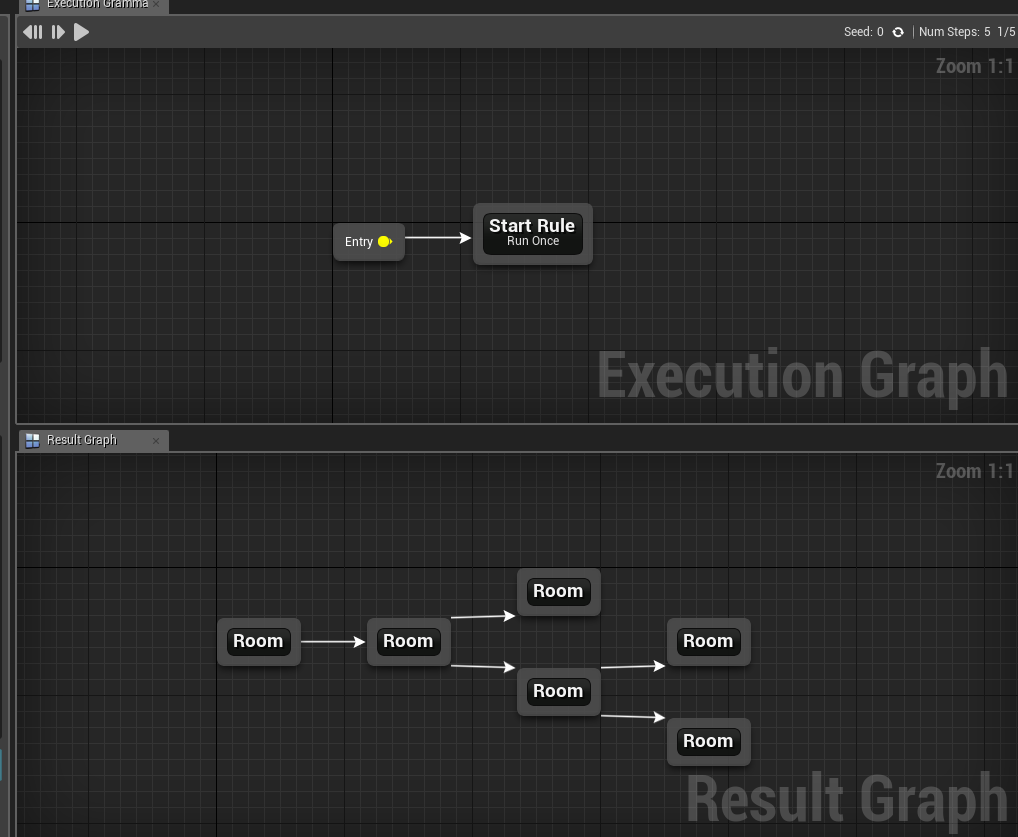 Execution Gramma
Seed: 0 | Num Steps: 5 1/5
Zoom 1:1
Entry
Start Rule
Run Once
Execution Graph
Result Graph
Zoom 1:1
Room
Room
Room
Room
Room
Room
Result Graph